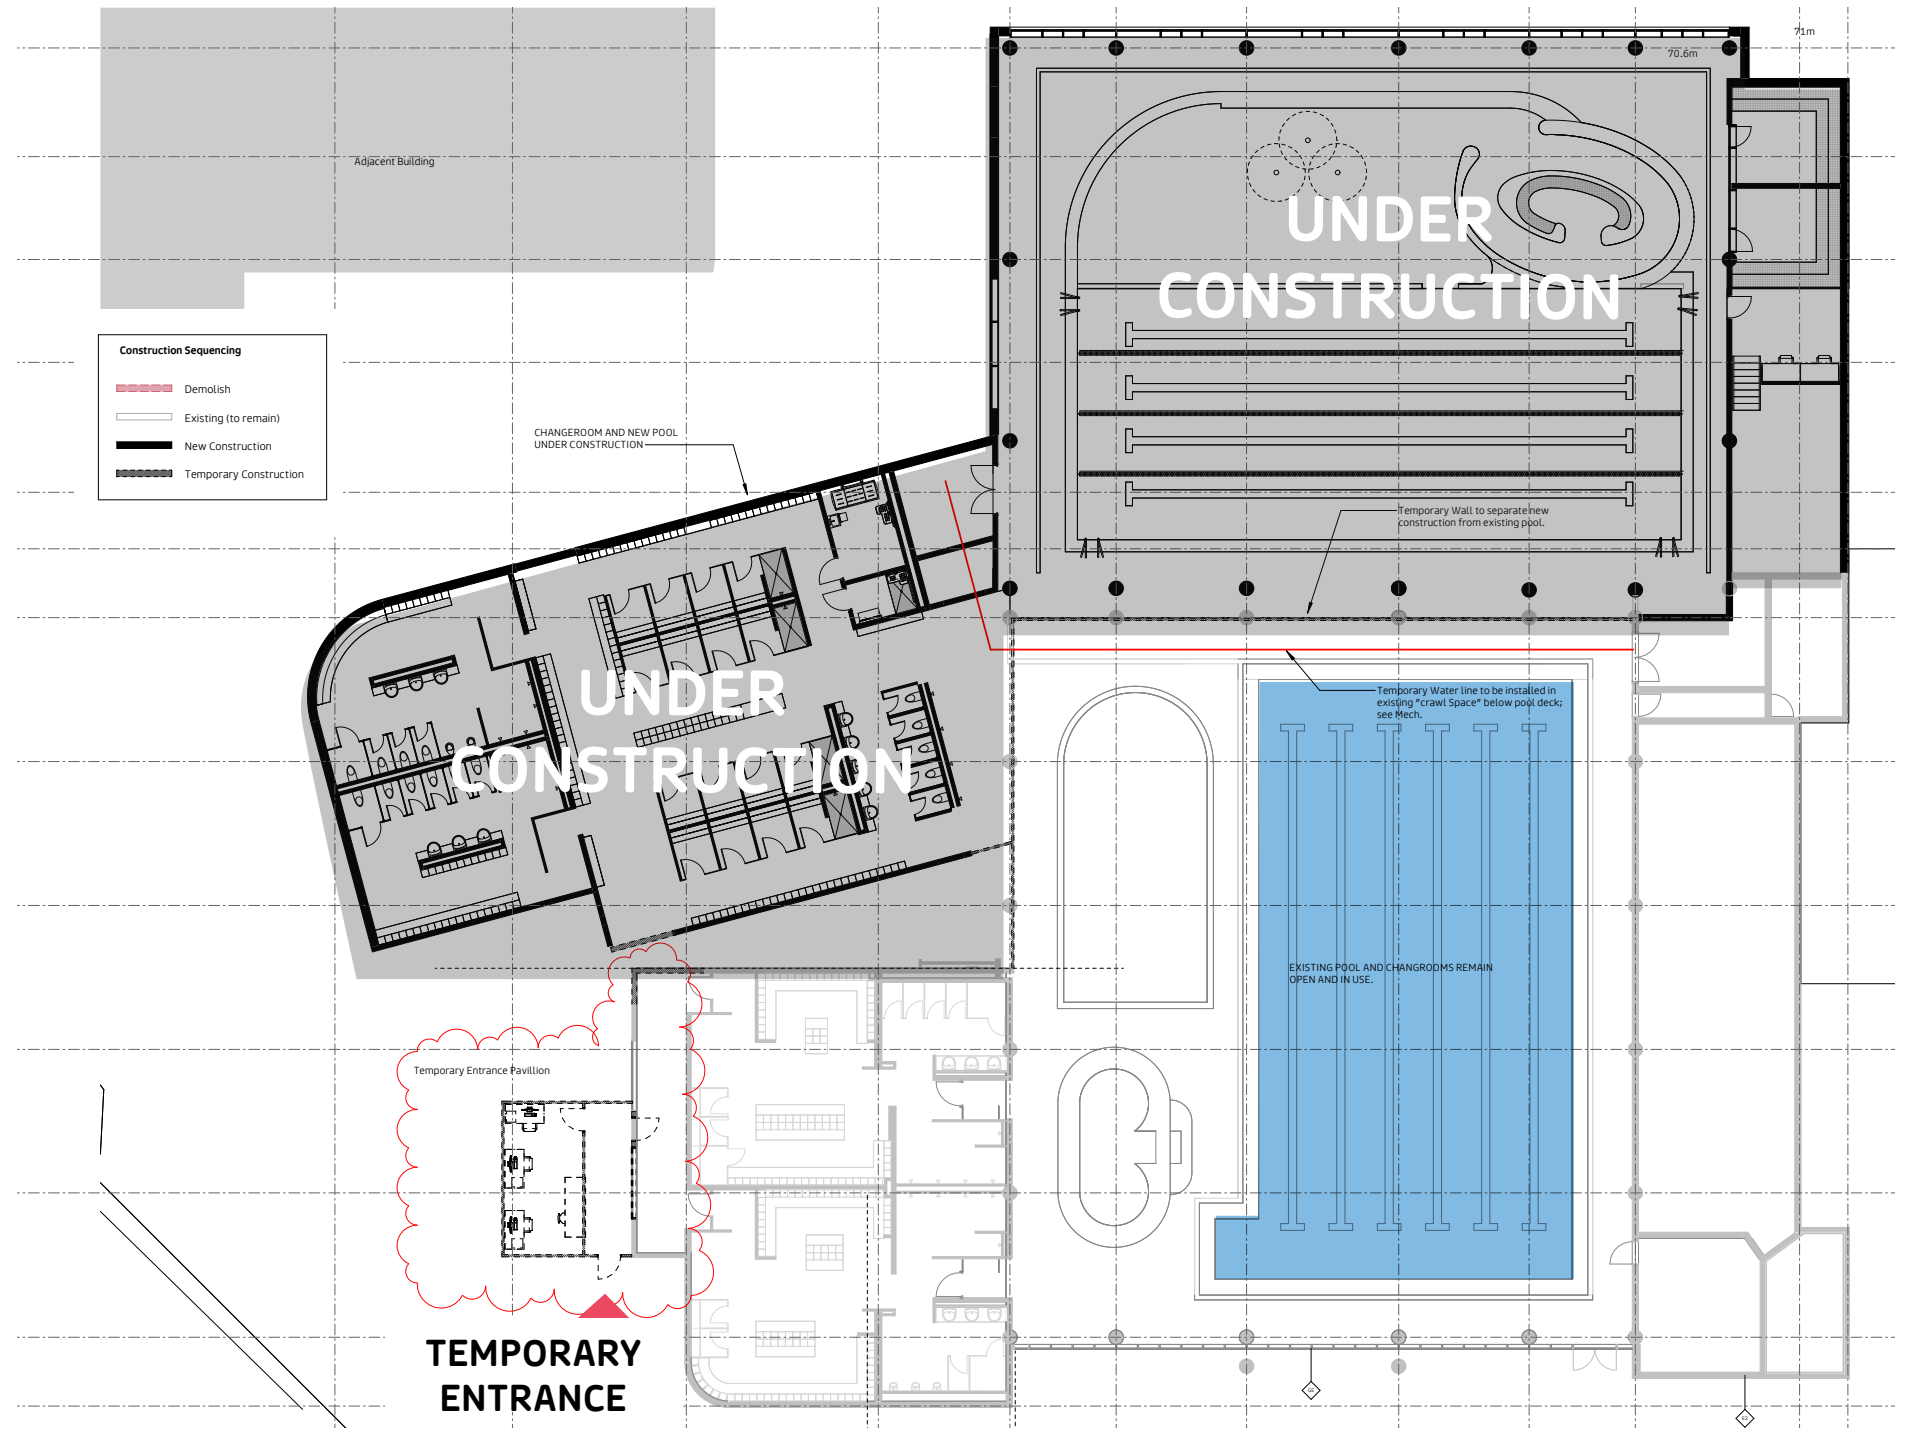 71m
70.6m
Adjacent Building
UNDER
CONSTRUCTION
Construction Sequencing
Demolish
Existing (to remain)
New Construction
Temporary Construction
CHANGEROOM AND NEW POOL
UNDER CONSTRUCTION
Temporary Wall to separate new
construction from existing pool.
UNDER
CONSTRUCTION
Temporary Water line to be installed in
existing "crawl Space" below pool deck;
see Mech.
EXISTING POOL AND CHANGROOMS REMAIN
OPEN AND IN USE.
Temporary Entrance Pavillion
TEMPORARY
ENTRANCE